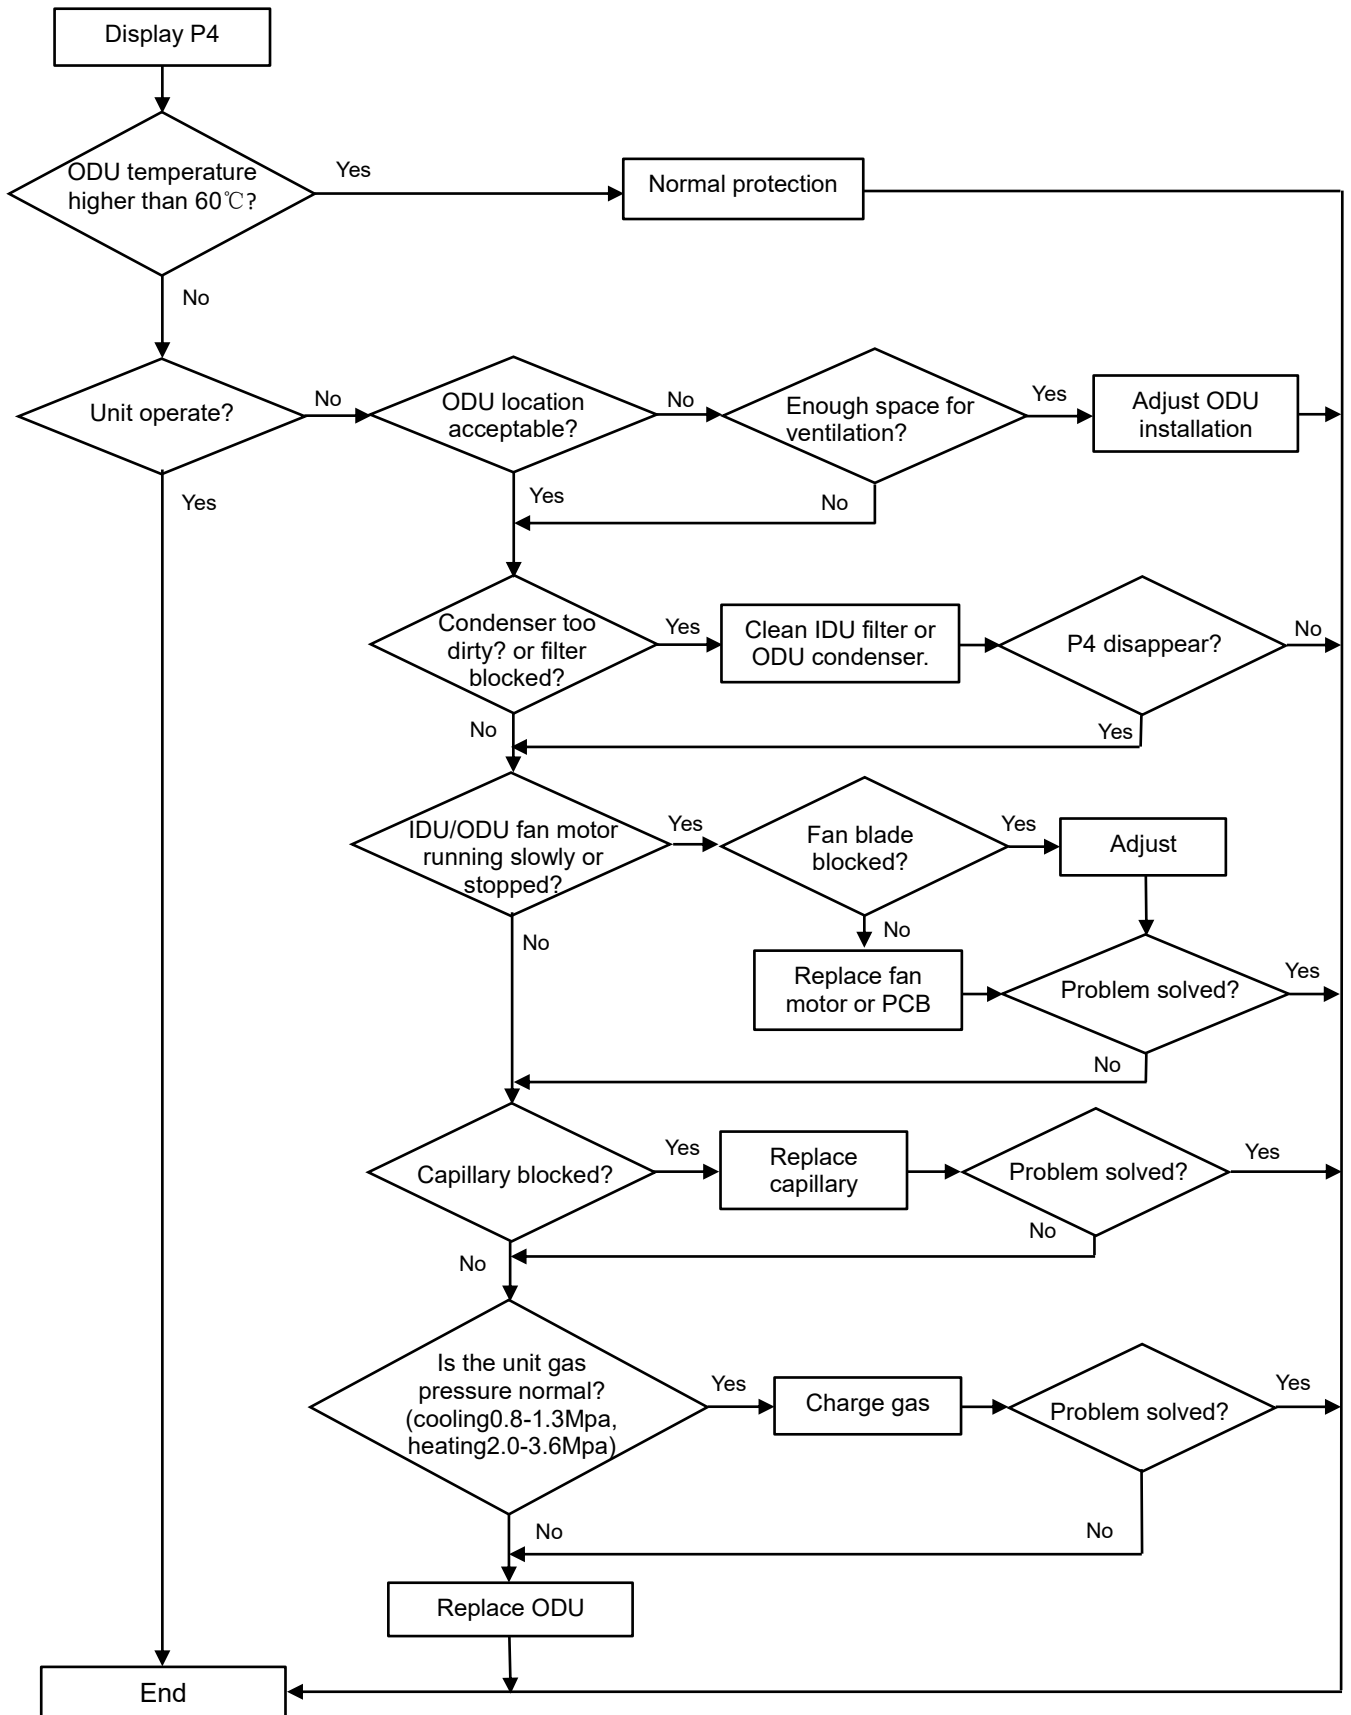 Display P4
ODU temperature
higher than 60℃?
Yes
Normal protection
No
Unit operate?
No
ODU location
acceptable?
No
Enough space for
ventilation?
Yes
Adjust ODU
installation
Yes
Yes
No
Condenser too
dirty? or filter
blocked?
Yes
Clean IDU filter or
ODU condenser.
P4 disappear?
No
No
Yes
IDU/ODU fan motor
running slowly or
stopped?
Yes
Fan blade
blocked?
Yes
Adjust
No
No
Replace fan
motor or PCB
Problem solved?
Yes
No
Capillary blocked?
Yes
Replace
capillary
Problem solved?
Yes
No
No
Is the unit gas
pressure normal?
(cooling0.8-1.3Mpa,
heating2.0-3.6Mpa)
Yes
Charge gas
Problem solved?
Yes
No
No
Replace ODU
End